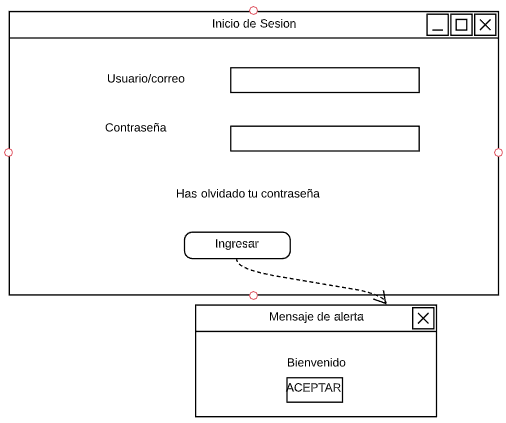 Inicio de Sesion
Usuario/correo
Contraseña
Has olvidado tu contraseña
Ingresar
Mensaje de alerta
Bienvenido
ACEPTAR